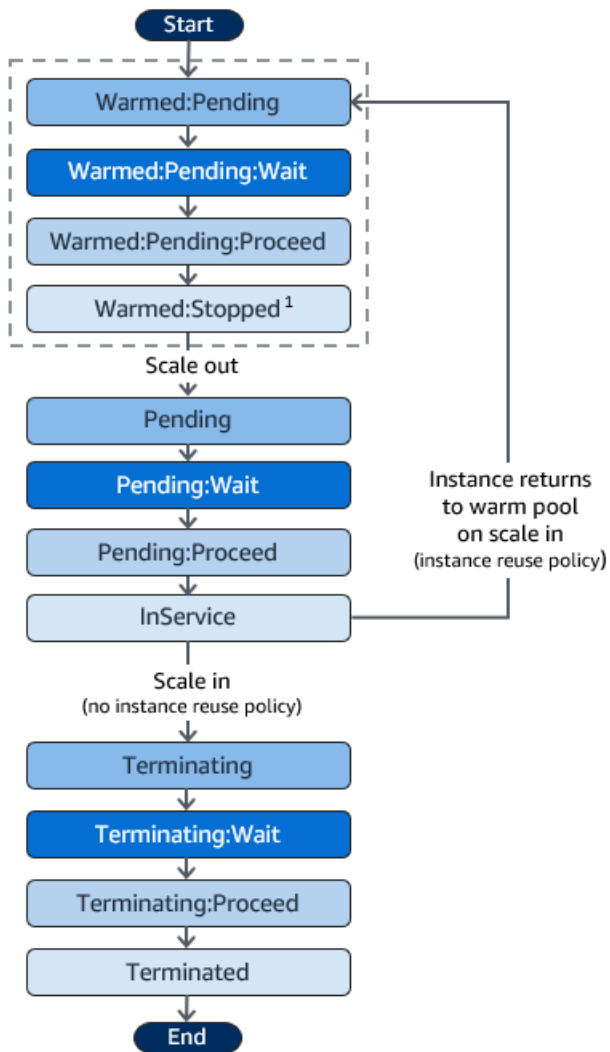 Start
Warmed:Pending
Warmed:Pending:Wait
Warmed:Pending:Proceed
Warmed:Stopped 1
Scale out
Pending
Pending:Wait
Pending:Proceed
InService
Instance returns
to warm pool
on scale in
(instance reuse policy)
Scale in
(no instance reuse policy)
Terminating
Terminating:Wait
Terminating:Proceed
Terminated
End